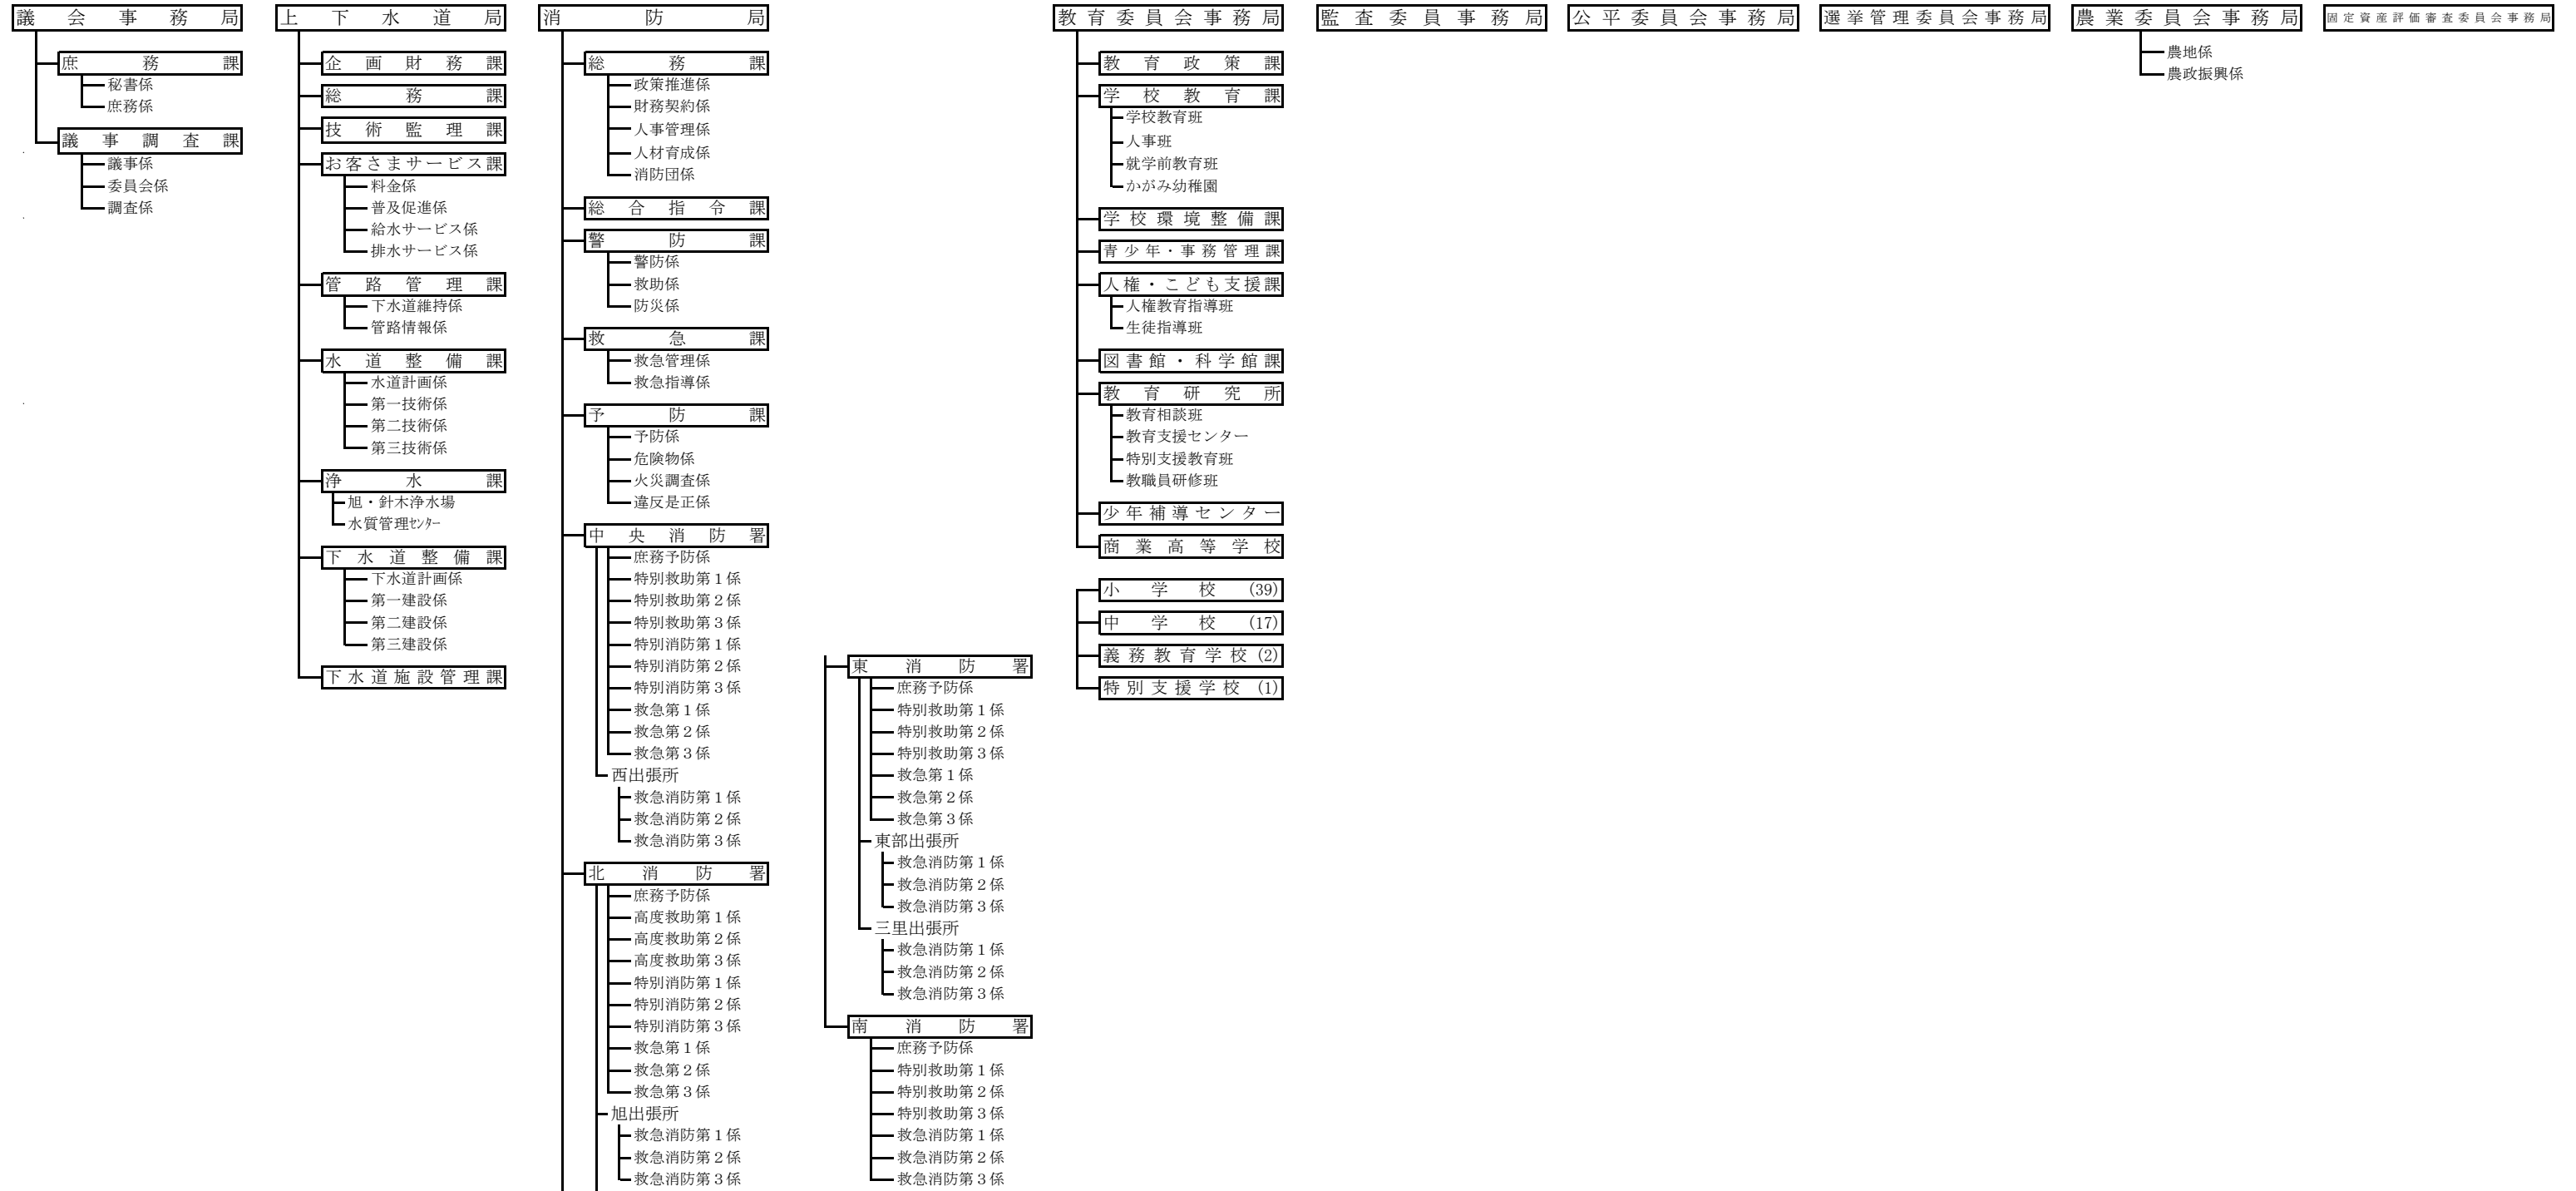 議会事務局
庶務課
秘書係
庶務係
議事調査課
議事係
委員会係
調査係
上下水道局
企画財務課
総務課
技術監理課
お客さまサービス課
料金係
普及促進係
給水サービス係
排水サービス係
管路管理課
下水道維持係
管路情報係
水道整備課
水道計画係
第一技術係
第二技術係
第三技術係
浄水課
旭・針木浄水場
水質管理ｾﾝﾀｰ
下水道整備課
下水道計画係
第一建設係
第二建設係
第三建設係
下水道施設管理課
消防局
総務課
政策推進係
財務契約係
人事管理係
人材育成係
消防団係
総合指令課
警防課
警防係
救助係
防災係
救急課
救急管理係
救急指導係
予防課
予防係
危険物係
火災調査係
違反是正係
中央消防署
庶務予防係
特別救助第１係
特別救助第２係
特別救助第３係
特別消防第１係
特別消防第２係
特別消防第３係
救急第１係
救急第２係
救急第３係
西出張所
救急消防第１係
救急消防第２係
救急消防第３係
北消防署
庶務予防係
高度救助第１係
高度救助第２係
高度救助第３係
特別消防第１係
特別消防第２係
特別消防第３係
救急第１係
救急第２係
救急第３係
旭出張所
救急消防第１係
救急消防第２係
救急消防第３係
東消防署
庶務予防係
特別救助第１係
特別救助第２係
特別救助第３係
救急第１係
救急第２係
救急第３係
東部出張所
救急消防第１係
救急消防第２係
救急消防第３係
三里出張所
救急消防第１係
救急消防第２係
救急消防第３係
南消防署
庶務予防係
特別救助第１係
特別救助第２係
特別救助第３係
救急消防第１係
救急消防第２係
救急消防第３係
教育委員会事務局
教育政策課
学校教育課
学校教育班
人事班
就学前教育班
かがみ幼稚園
学校環境整備課
青少年・事務管理課
人権・こども支援課
人権教育指導班
生徒指導班
図書館・科学館課
教育研究所
教育相談班
教育支援センター
特別支援教育班
教職員研修班
少年補導センター
商業高等学校
小学校(39)
中学校(17)
義務教育学校(2)
特別支援学校(1)
監査委員事務局
公平委員会事務局
選挙管理委員会事務局
農業委員会事務局
農地係
農政振興係
固定資産評価審査委員会事務局